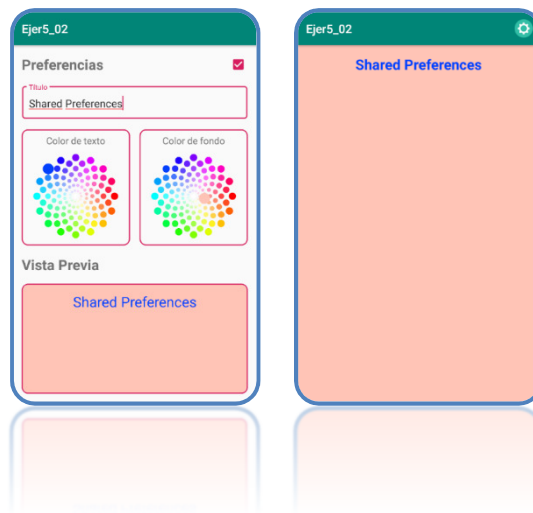 Ejer5_02
Preferencias
Título
Shared Preferences
Color de texto
Color de fondo
Vista Previa
Shared Preferences
Ejer5_02
Shared Preferences